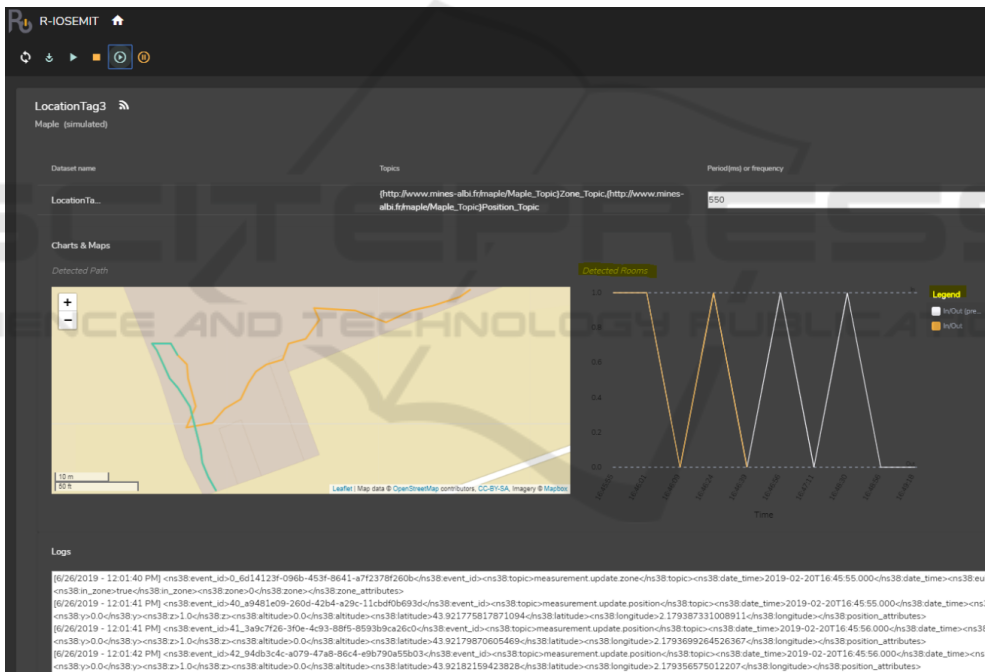 R-IOSEMIT
LocationTag3
Maple (simulated)
Dataset name Topics Period(ms) or frequency
LocationTa... {http://www.mines-albi.fr/maple/Maple_Topic}Zone_Topic,{http://www.mines-
albi.fr/maple/Maple_Topic}Position_Topic
550
Charts & Maps
Detected Path
+
−
10 m
50 ft
Leaflet | Map data © OpenStreetMap contributors, CC-BY-SA, Imagery © Mapbox
Detected Rooms
1.0
0.8
0.6
0.4
0.2
0.0
Time
Legend
In/Out (pre...
In/Out
Logs
[6/26/2019 - 12:01:40 PM] <ns38:event_id>0_6d14123f-096b-453f-8641-a7f2378f260b</ns38:event_id><ns38:topic>measurement.update.zone</ns38:topic><ns38:date_time>2019-02-20T16:45:55.000</ns38:date_time><ns38:eu
<ns38:in_zone>true</ns38:in_zone><ns38:zone>0</ns38:zone></ns38:zone_attributes>
[6/26/2019 - 12:01:41 PM] <ns38:event_id>40_a9481e09-260d-42b4-a29c-11cbdf0b693d</ns38:event_id><ns38:topic>measurement.update.position</ns38:topic><ns38:date_time>2019-02-20T16:45:55.000</ns38:date_time><ns3
<ns38:y>0.0</ns38:y><ns38:z>1.0</ns38:z><ns38:altitude>0.0</ns38:altitude><ns38:latitude>43.921775817871094</ns38:latitude><ns38:longitude>2.179387331008911</ns38:longitude></ns38:position_attributes>
[6/26/2019 - 12:01:41 PM] <ns38:event_id>41_3a9c7f26-3f0e-4c93-88f5-8593b9ca26c0</ns38:event_id><ns38:topic>measurement.update.position</ns38:topic><ns38:date_time>2019-02-20T16:45:56.000</ns38:date_time><ns38
<ns38:y>0.0</ns38:y><ns38:z>1.0</ns38:z><ns38:altitude>0.0</ns38:altitude><ns38:latitude>43.92179870605469</ns38:latitude><ns38:longitude>2.1793699264526367</ns38:longitude></ns38:position_attributes>
[6/26/2019 - 12:01:42 PM] <ns38:event_id>42_94db3c4c-a079-47a8-86c4-e9b790a55b03</ns38:event_id><ns38:topic>measurement.update.position</ns38:topic><ns38:date_time>2019-02-20T16:45:56.000</ns38:date_time><ns
<ns38:y>0.0</ns38:y><ns38:z>1.0</ns38:z><ns38:altitude>0.0</ns38:altitude><ns38:latitude>43.92182159423828</ns38:latitude><ns38:longitude>2.179356575012207</ns38:longitude></ns38:position_attributes>
SCITEPRESS
SCIENCE AND TECHNOLOGY PUBLICATIONS